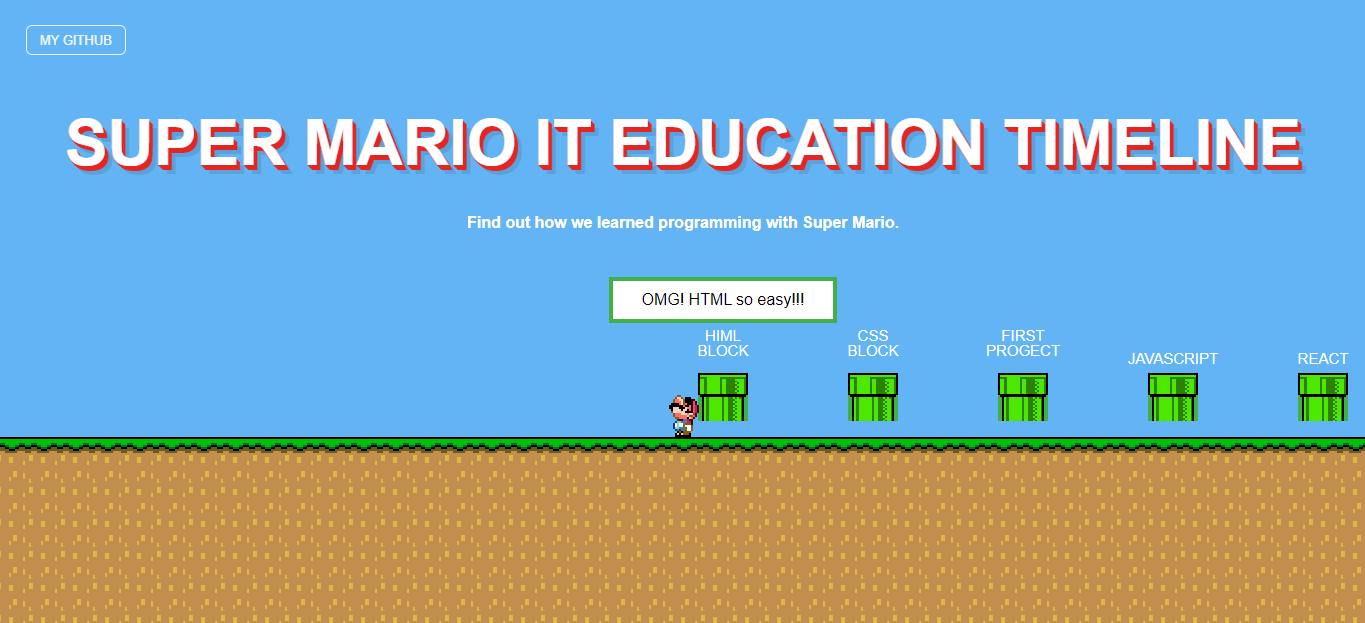 MY GITHUB
SUPER MARIO IT EDUCATION TIMELINE
Find out how we learned programming with Super Mario.
OMG! HTML so easy!!!
HIML
BLOCK
CSS
BLOCK
FIRST
PROGECT
JAVASCRIPT
REACT